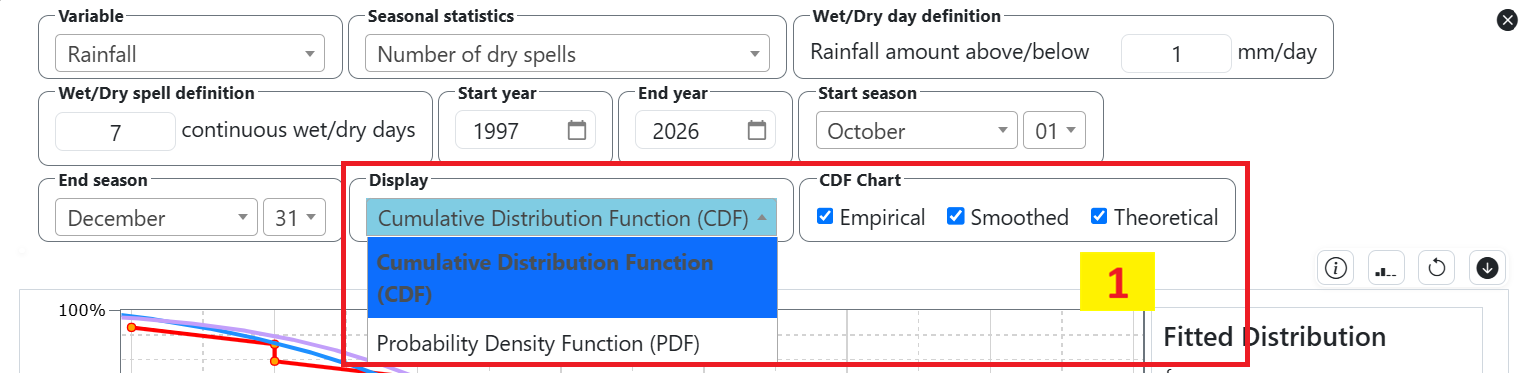 Variable
Rainfall
Seasonal statistics
Number of dry spells
Wet/Dry day definition
Rainfall amount above/below 1 mm/day
Wet/Dry spell definition
7 continuous wet/dry days
Start year
1997
End year
2026
Start season
October 01
End season
December 31
Display
Cumulative Distribution Function (CDF)
Cumulative Distribution Function
(CDF)
Probability Density Function (PDF)
CDF Chart
Empirical Smoothed Theoretical
1
100%
Fitted Distribution